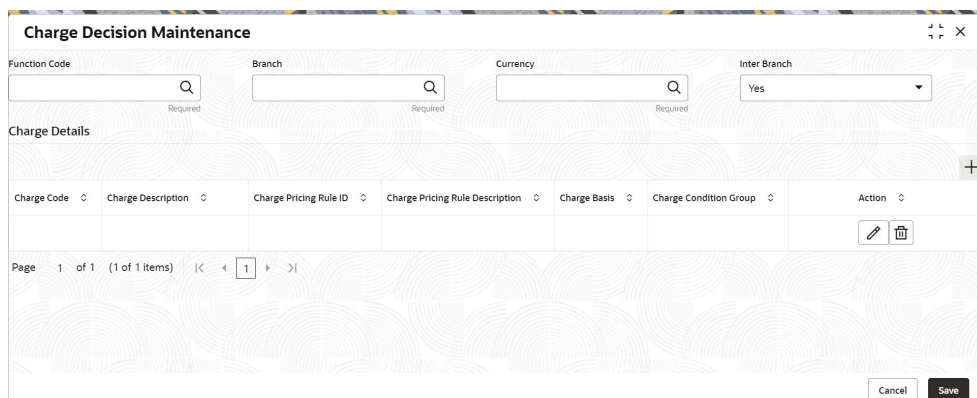 Charge Decision Maintenance
Function Code Branch Currency Inter Branch
Yes
Required Required Required
Charge Details
Charge Code Charge Description Charge Pricing Rule ID Charge Pricing Rule Description Charge Basis Charge Condition Group Action
Page 1 of 1 (1 of 1 items) 1
Cancel Save